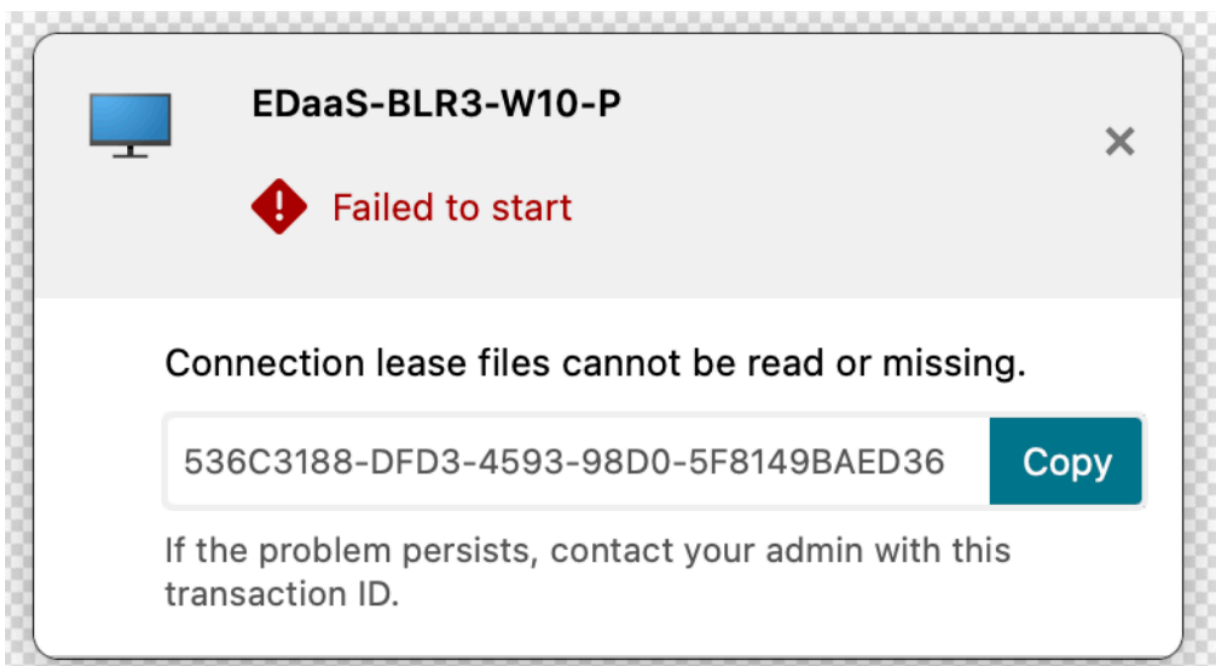 EDaaS-BLR3-W10-P
Failed to start
Connection lease files cannot be read or missing.
536C3188-DFD3-4593-98D0-5F8149BAED36
Copy
If the problem persists, contact your admin with this
transaction ID.